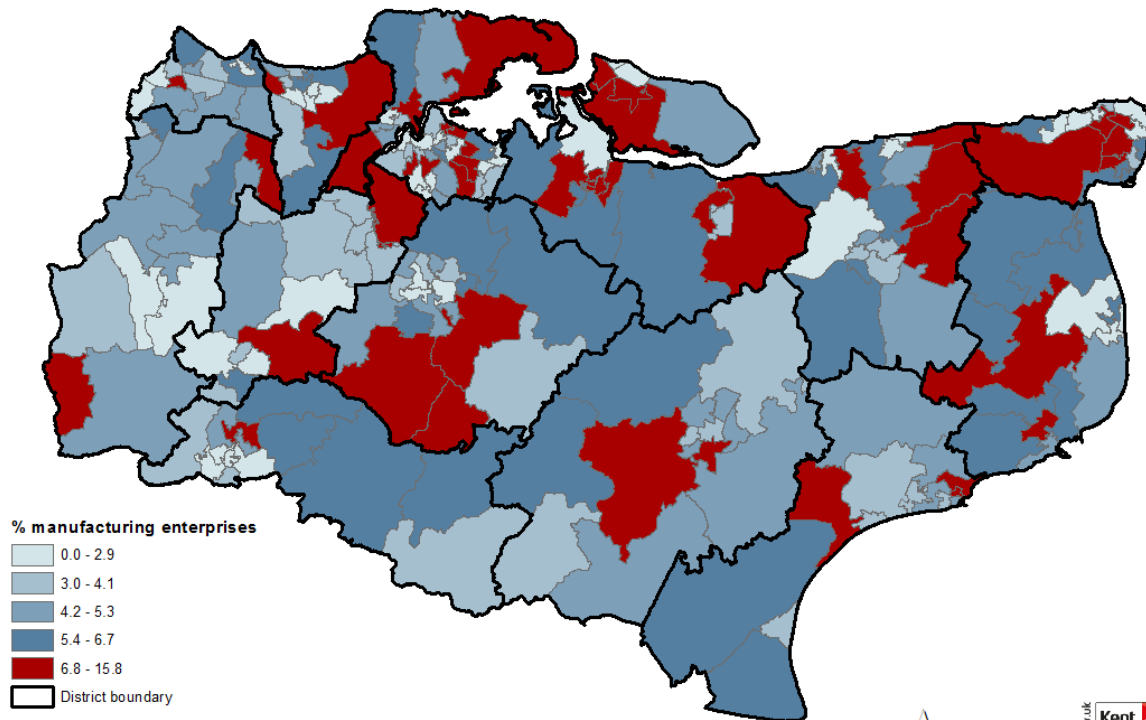 % manufacturing enterprises
0.0 - 2.9
3.0 - 4.1
4.2 - 5.3
5.4 - 6.7
6.8 - 15.8
District boundary
Kent